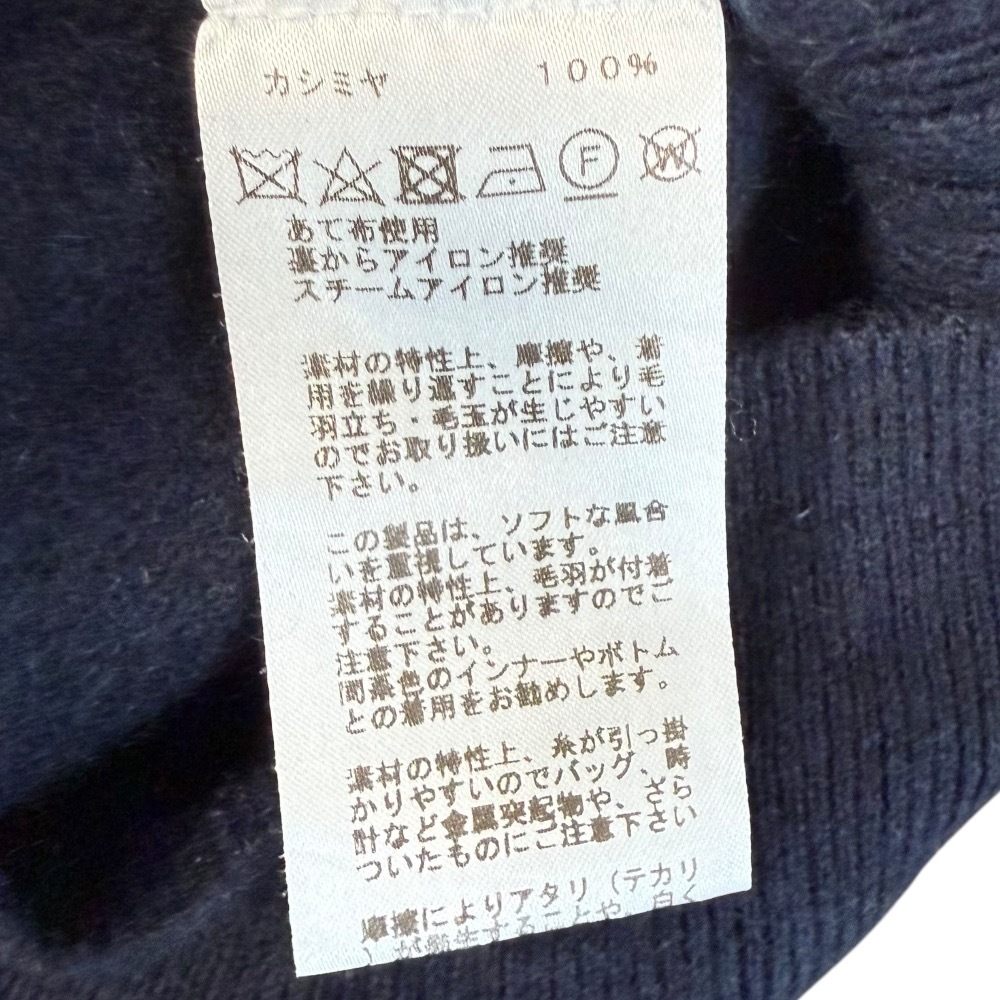 カシミヤ 100%
F
W
あて布使用
裏からアイロン推奨
スチームアイロン推奨
素材の特性上、摩擦や、着
用を繰り返すことにより毛
羽立ち・毛玉が生じやすい
のでお取り扱いにはご注意
下さい。
この製品は、ソフトな風合
いを重視しています。
素材の特性上、毛羽が付着
することがありますのでご
注意下さい。
同系色のインナーやボトム
との着用をお勧めします。
素材の特性上、糸が引っ掛
かりやすいのでバッグ、時
計など金属突起物や、ざら
ついたものにご注意下さい
摩擦によりアタリ(テカリ
)が発生することや、白く